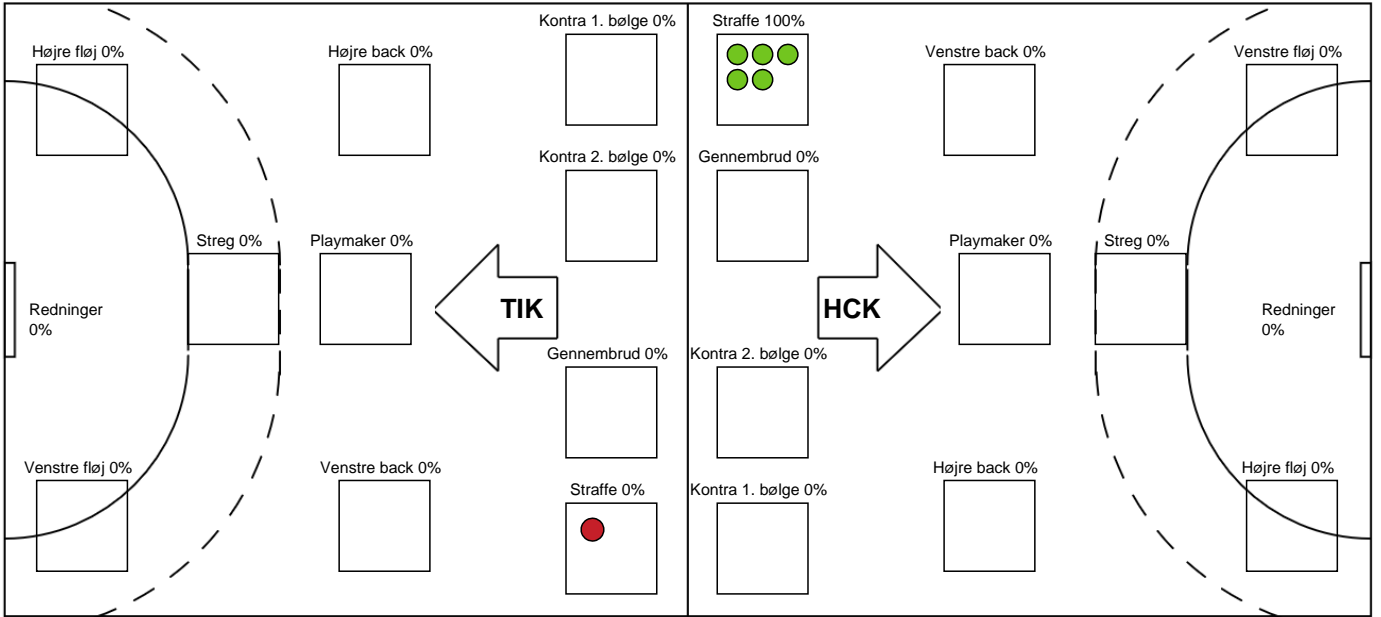 Kontra 1. bølge 0%
Straffe 100%
Højre fløj 0%
Højre back 0%
Venstre back 0%
Venstre fløj 0%
Kontra 2. bølge 0%
Gennembrud 0%
Streg 0%
Playmaker 0%
Playmaker 0%
Streg 0%
Redninger
0%
TIK
HCK
Redninger
0%
Gennembrud 0%
Kontra 2. bølge 0%
Venstre fløj 0%
Venstre back 0%
Højre back 0%
Højre fløj 0%
Straffe 0%
Kontra 1. bølge 0%